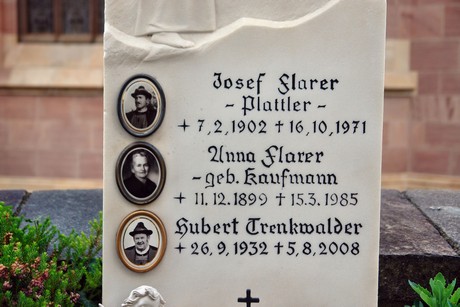 Josef Flarer
- Plattler -
+ 7.2.1902 † 16.10.1971
Anna Flarer
- geb. Kaufmann
+ 11.12.1899 † 15.3.1985
Hubert Trenkwalder
+ 26.9.1932 † 5.8.2008